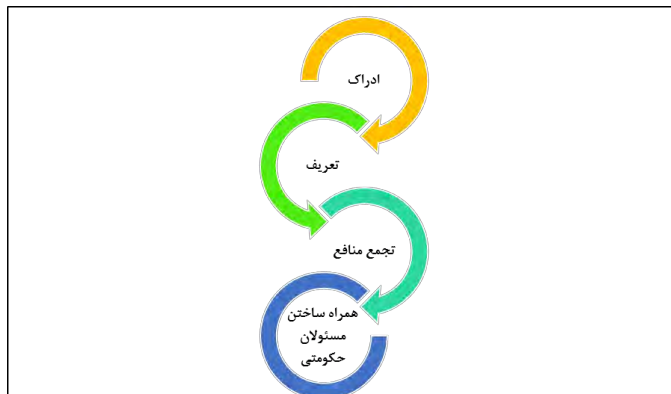 ادراک
تعریف
تجمع منافع
همراه ساختن
مسئولان
حکومتی